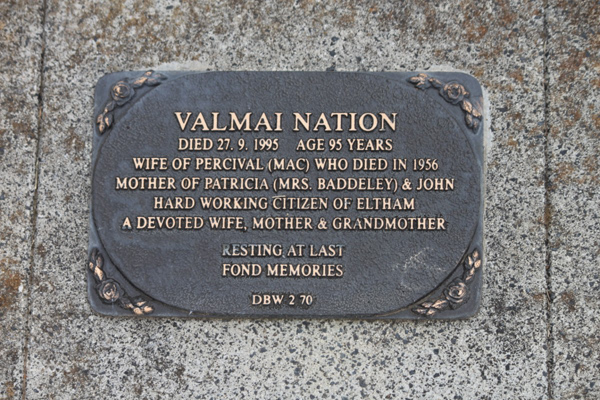 VALMAI NATION
DIED 27. 9. 1995 AGE 95 YEARS
WIFE OF PERCIVAL (MAC) WHO DIED IN 1956
MOTHER OF PATRICIA (MRS. BADDELEY) & JOHN
HARD WORKING CITIZEN OF ELTHAM
A DEVOTED WIFE, MOTHER & GRANDMOTHER
RESTING AT LAST
FOND MEMORIES
DBW 2 70